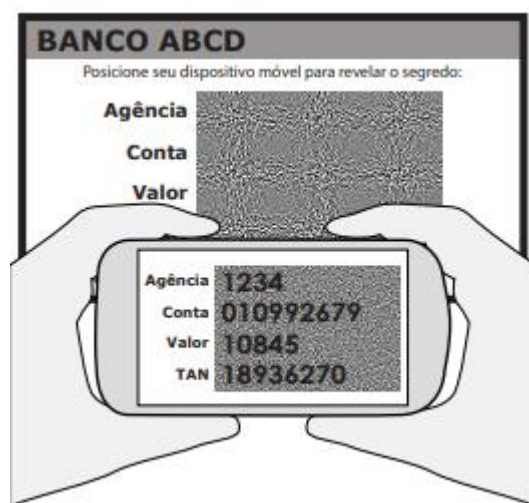 BANCO ABCD
Posicione seu dispositivo móvel para revelar o segredo:
Agência
Conta
Valor
Agência 1234
Conta 010992679
Valor 10845
TAN 18936270